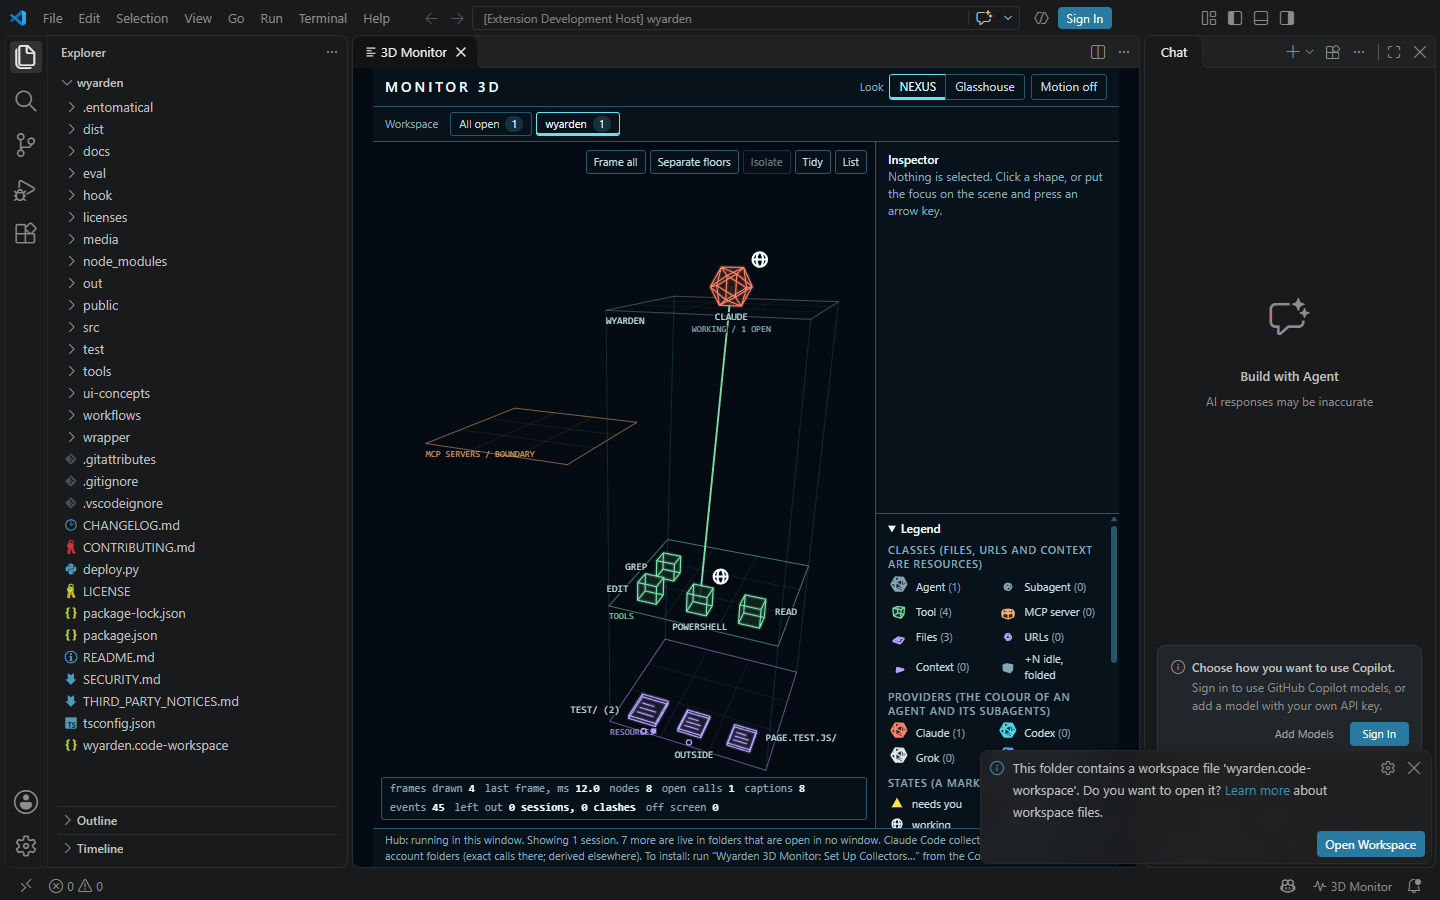 File Edit Selection View Go Run Terminal Help
[Extension Development Host] wyarden
Sign In
Explorer
wyarden
.entomatical
dist
docs
eval
hook
licenses
media
node_modules
out
public
src
test
tools
ui-concepts
workflows
wrapper
.gitattributes
.gitignore
.vscodeignore
CHANGELOG.md
CONTRIBUTING.md
deploy.py
LICENSE
package-lock.json
package.json
README.md
SECURITY.md
THIRD_PARTY_NOTICES.md
tsconfig.json
wyarden.code-workspace
Outline
Timeline
3D Monitor
MONITOR 3D
Look NEXUS Glasshouse Motion off
Workspace All open 1 wyarden 1
Frame all Separate floors Isolate Tidy List
WYARDEN
CLAUDE
WORKING / 1 OPEN
MCP SERVERS / BOUNDARY
GREP
EDIT
TOOLS
POWERSHELL
READ
TEST/ (2)
RESOURCES
OUTSIDE
PAGE.TEST.JS/
frames drawn 4 last frame, ms 12.0 nodes 8 open calls 1 captions 8
events 45 left out 0 sessions, 0 clashes off screen 0
Inspector
Nothing is selected. Click a shape, or put
the focus on the scene and press an
arrow key.
Legend
CLASSES (FILES, URLS AND CONTEXT
ARE RESOURCES)
Agent (1) Subagent (0)
Tool (4) MCP server (0)
Files (3) URLs (0)
Context (0) +N idle,
folded
PROVIDERS (THE COLOUR OF AN
AGENT AND ITS SUBAGENTS)
Claude (1) Codex (0)
Grok (0)
STATES (A MARK
needs you
working
Hub: running in this window. Showing 1 session. 7 more are live in folders that are open in no window. Claude Code collect
account folders (exact calls there; derived elsewhere). To install: run "Wyarden 3D Monitor: Set Up Collectors..." from the Co
Chat
Build with Agent
AI responses may be inaccurate
Choose how you want to use Copilot.
Sign in to use GitHub Copilot models, or
add a model with your own API key.
Add Models Sign In
This folder contains a workspace file 'wyarden.code-
workspace'. Do you want to open it? Learn more about
workspace files.
Open Workspace
0 0
3D Monitor